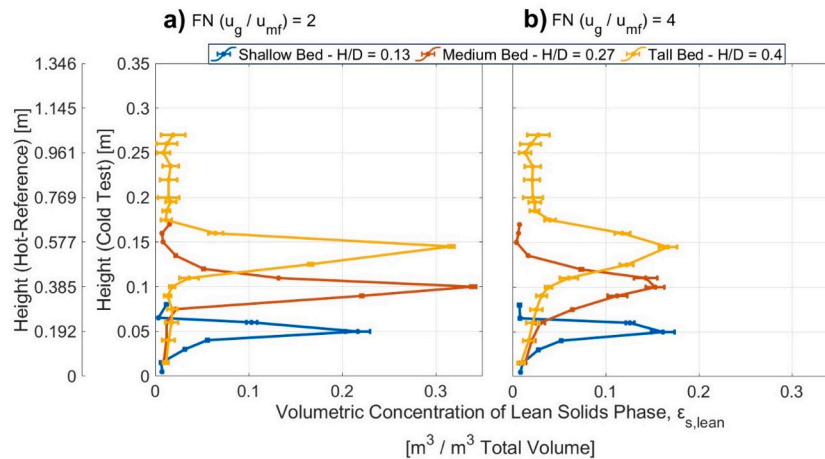 a) FN (u_g / u_mf) = 2
b) FN (u_g / u_mf) = 4
Shallow Bed - H/D = 0.13 Medium Bed - H/D = 0.27 Tall Bed - H/D = 0.4
Height (Hot-Reference) [m]
1.346
1.145
0.961
0.769
0.577
0.385
0.192
0
Height (Cold Test) [m]
0.35
0.3
0.25
0.2
0.15
0.1
0.05
0
0 0.1 0.2 0.3
0 0.1 0.2 0.3
Volumetric Concentration of Lean Solids Phase, ε_s,lean
[m³ / m³ Total Volume]